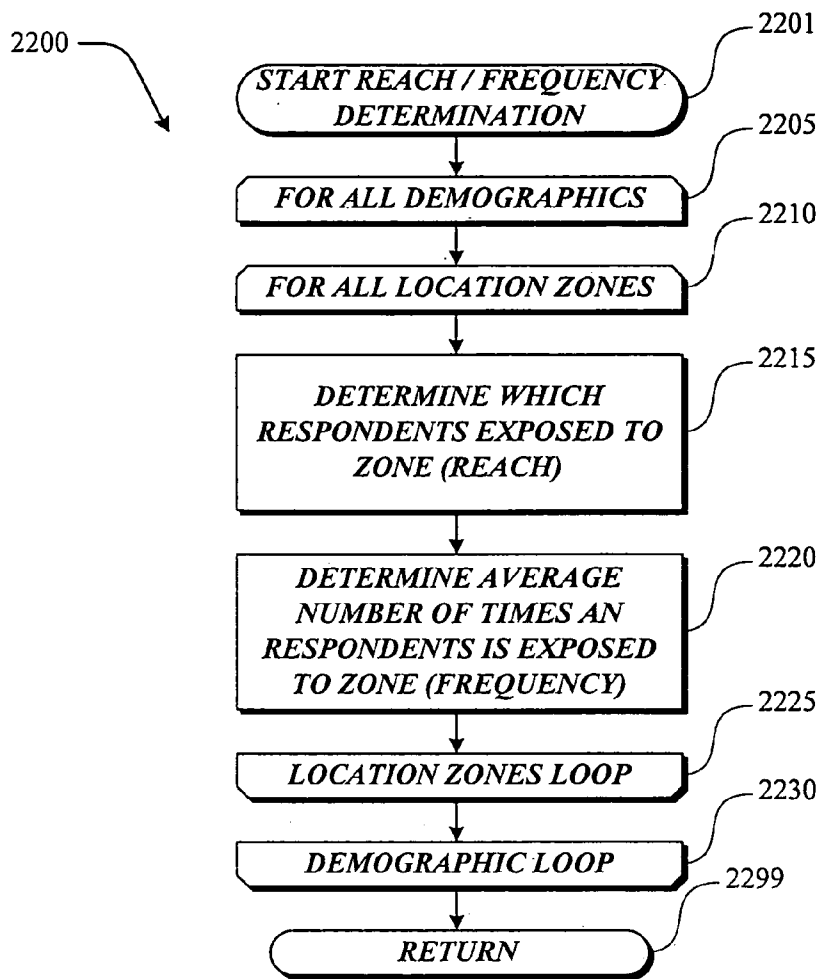 2200
2201
START REACH / FREQUENCY
DETERMINATION
2205
FOR ALL DEMOGRAPHICS
2210
FOR ALL LOCATION ZONES
2215
DETERMINE WHICH
RESPONDENTS EXPOSED TO
ZONE (REACH)
2220
DETERMINE AVERAGE
NUMBER OF TIMES AN
RESPONDENTS IS EXPOSED
TO ZONE (FREQUENCY)
2225
LOCATION ZONES LOOP
2230
DEMOGRAPHIC LOOP
2299
RETURN